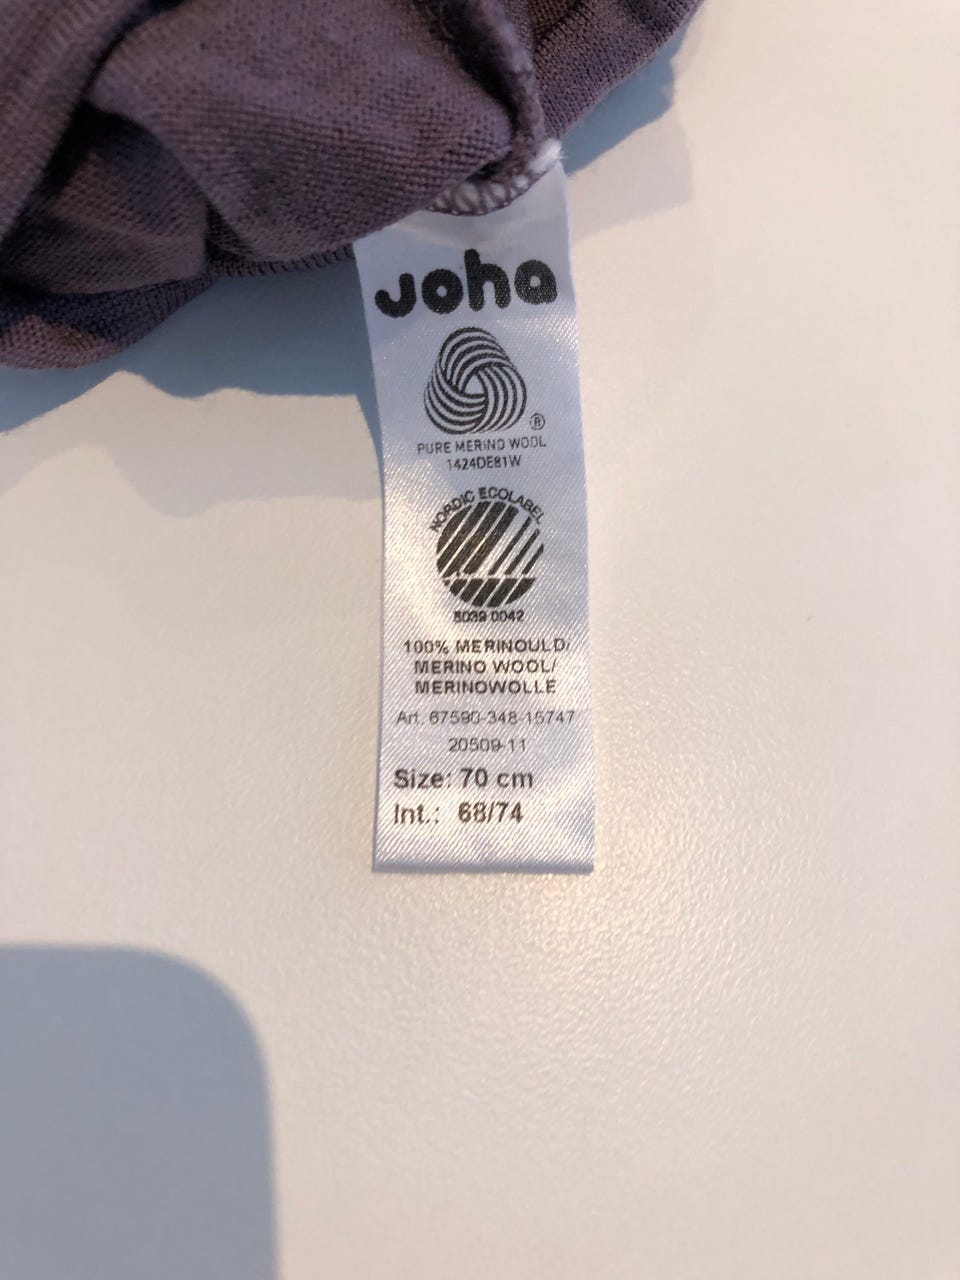 joha
®
PURE MERINO WOOL
1424DE81W
NORDIC ECOLABEL
5039 0042
100% MERINOULD/
MERINO WOOL/
MERINOWOLLE
Art. 67590-348-15747
20509-11
Size: 70 cm
Int.: 68/74